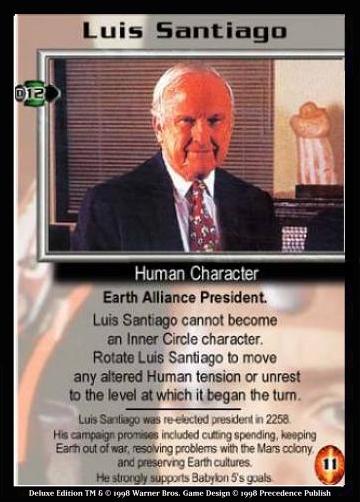 Luis Santiago
012
Human Character
Earth Alliance President.
Luis Santiago cannot become
an Inner Circle character.
Rotate Luis Santiago to move
any altered Human tension or unrest
to the level at which it began the turn.
Luis Santiago was re-elected president in 2258.
His campaign promises included cutting spending, keeping
Earth out of war, resolving problems with the Mars colony,
and preserving Earth cultures.
He strongly supports Babylon 5's goals.
11
Deluxe Edition TM & © 1998 Warner Bros. Game Design © 1998 Precedence Publish